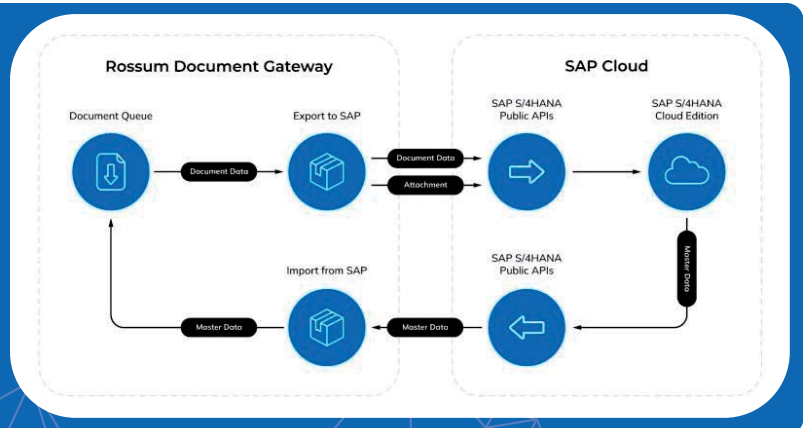 Rossum Document Gateway
SAP Cloud
Document Queue
Export to SAP
SAP S/4HANA
Public APIs
SAP S/4HANA
Cloud Edition
Document Data
Document Data
Attachment
Master Data
Import from SAP
SAP S/4HANA
Public APIs
Master Data
Master Data